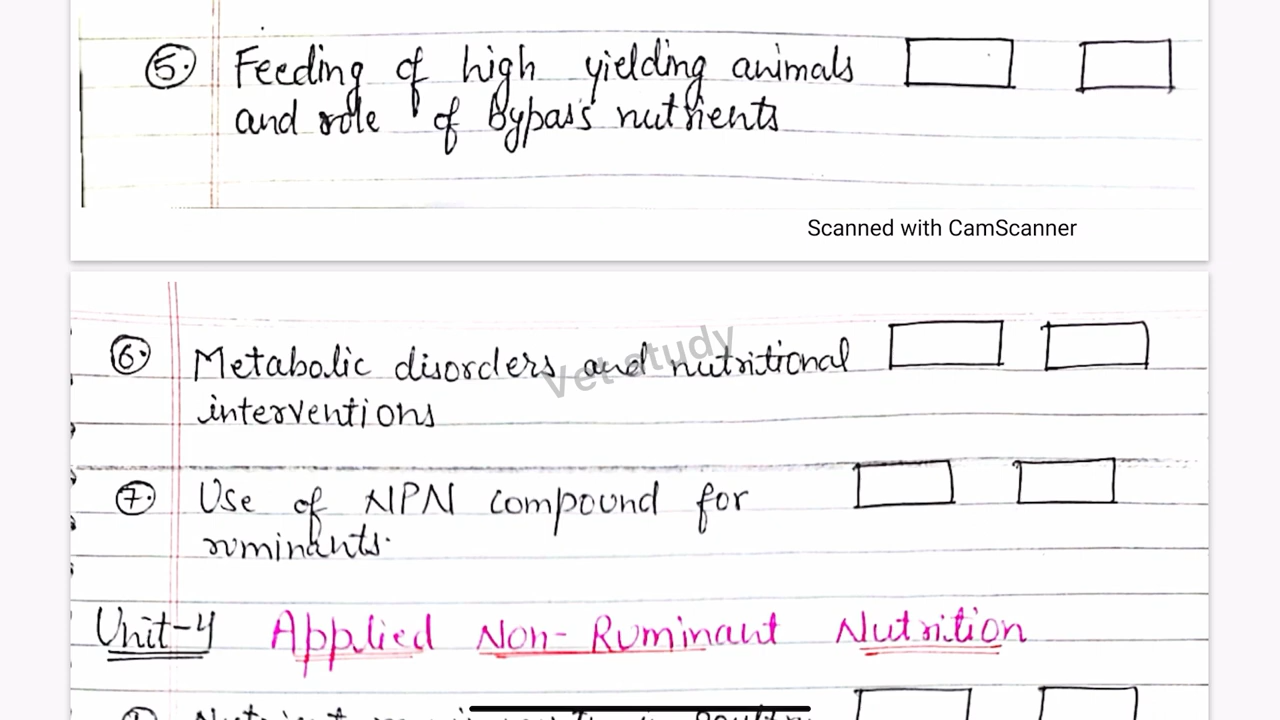 5. Feeding of high yielding animals
and role of Bypass nutrients
Scanned with CamScanner
6. Metabolic disorders and nutritional
interventions
Vet study
7. Use of NPN compound for
ruminants.
Unit-4 Applied Non-Ruminant Nutrition